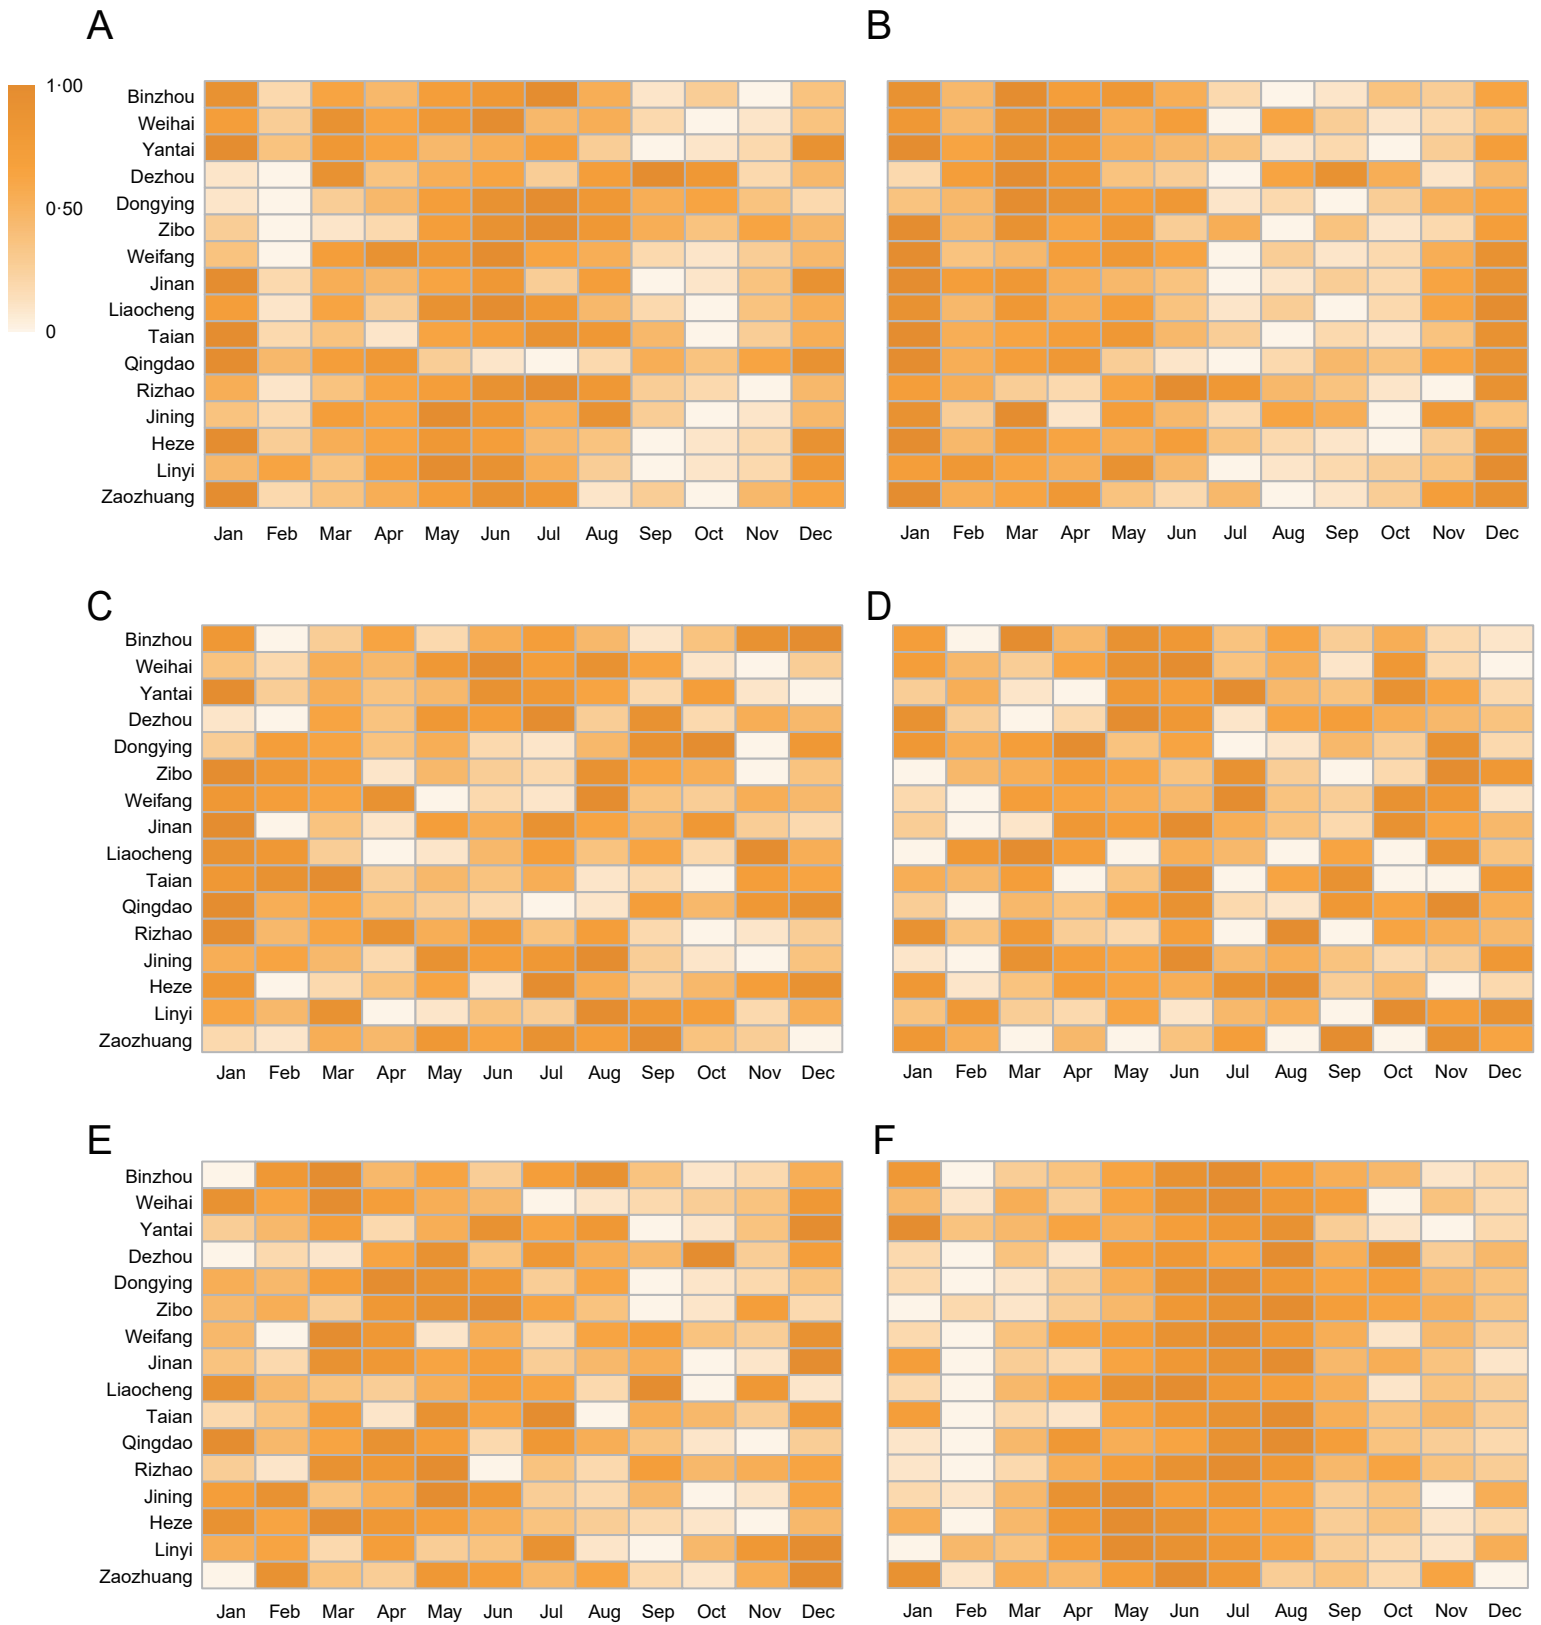 A
B
1·00
0·50
0
Binzhou
Weihai
Yantai
Dezhou
Dongying
Zibo
Weifang
Jinan
Liaocheng
Taian
Qingdao
Rizhao
Jining
Heze
Linyi
Zaozhuang
Jan Feb Mar Apr May Jun Jul Aug Sep Oct Nov Dec
Jan Feb Mar Apr May Jun Jul Aug Sep Oct Nov Dec
C
D
Binzhou
Weihai
Yantai
Dezhou
Dongying
Zibo
Weifang
Jinan
Liaocheng
Taian
Qingdao
Rizhao
Jining
Heze
Linyi
Zaozhuang
Jan Feb Mar Apr May Jun Jul Aug Sep Oct Nov Dec
Jan Feb Mar Apr May Jun Jul Aug Sep Oct Nov Dec
E
F
Binzhou
Weihai
Yantai
Dezhou
Dongying
Zibo
Weifang
Jinan
Liaocheng
Taian
Qingdao
Rizhao
Jining
Heze
Linyi
Zaozhuang
Jan Feb Mar Apr May Jun Jul Aug Sep Oct Nov Dec
Jan Feb Mar Apr May Jun Jul Aug Sep Oct Nov Dec